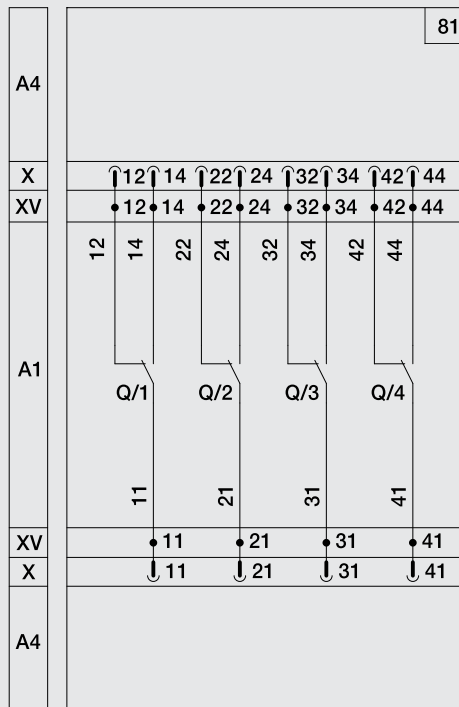 81
A4
X 12 14 22 24 32 34 42 44
XV 12 14 22 24 32 34 42 44
12 14 22 24 32 34 42 44
A1
Q/1 Q/2 Q/3 Q/4
11 21 31 41
XV 11 21 31 41
X 11 21 31 41
A4